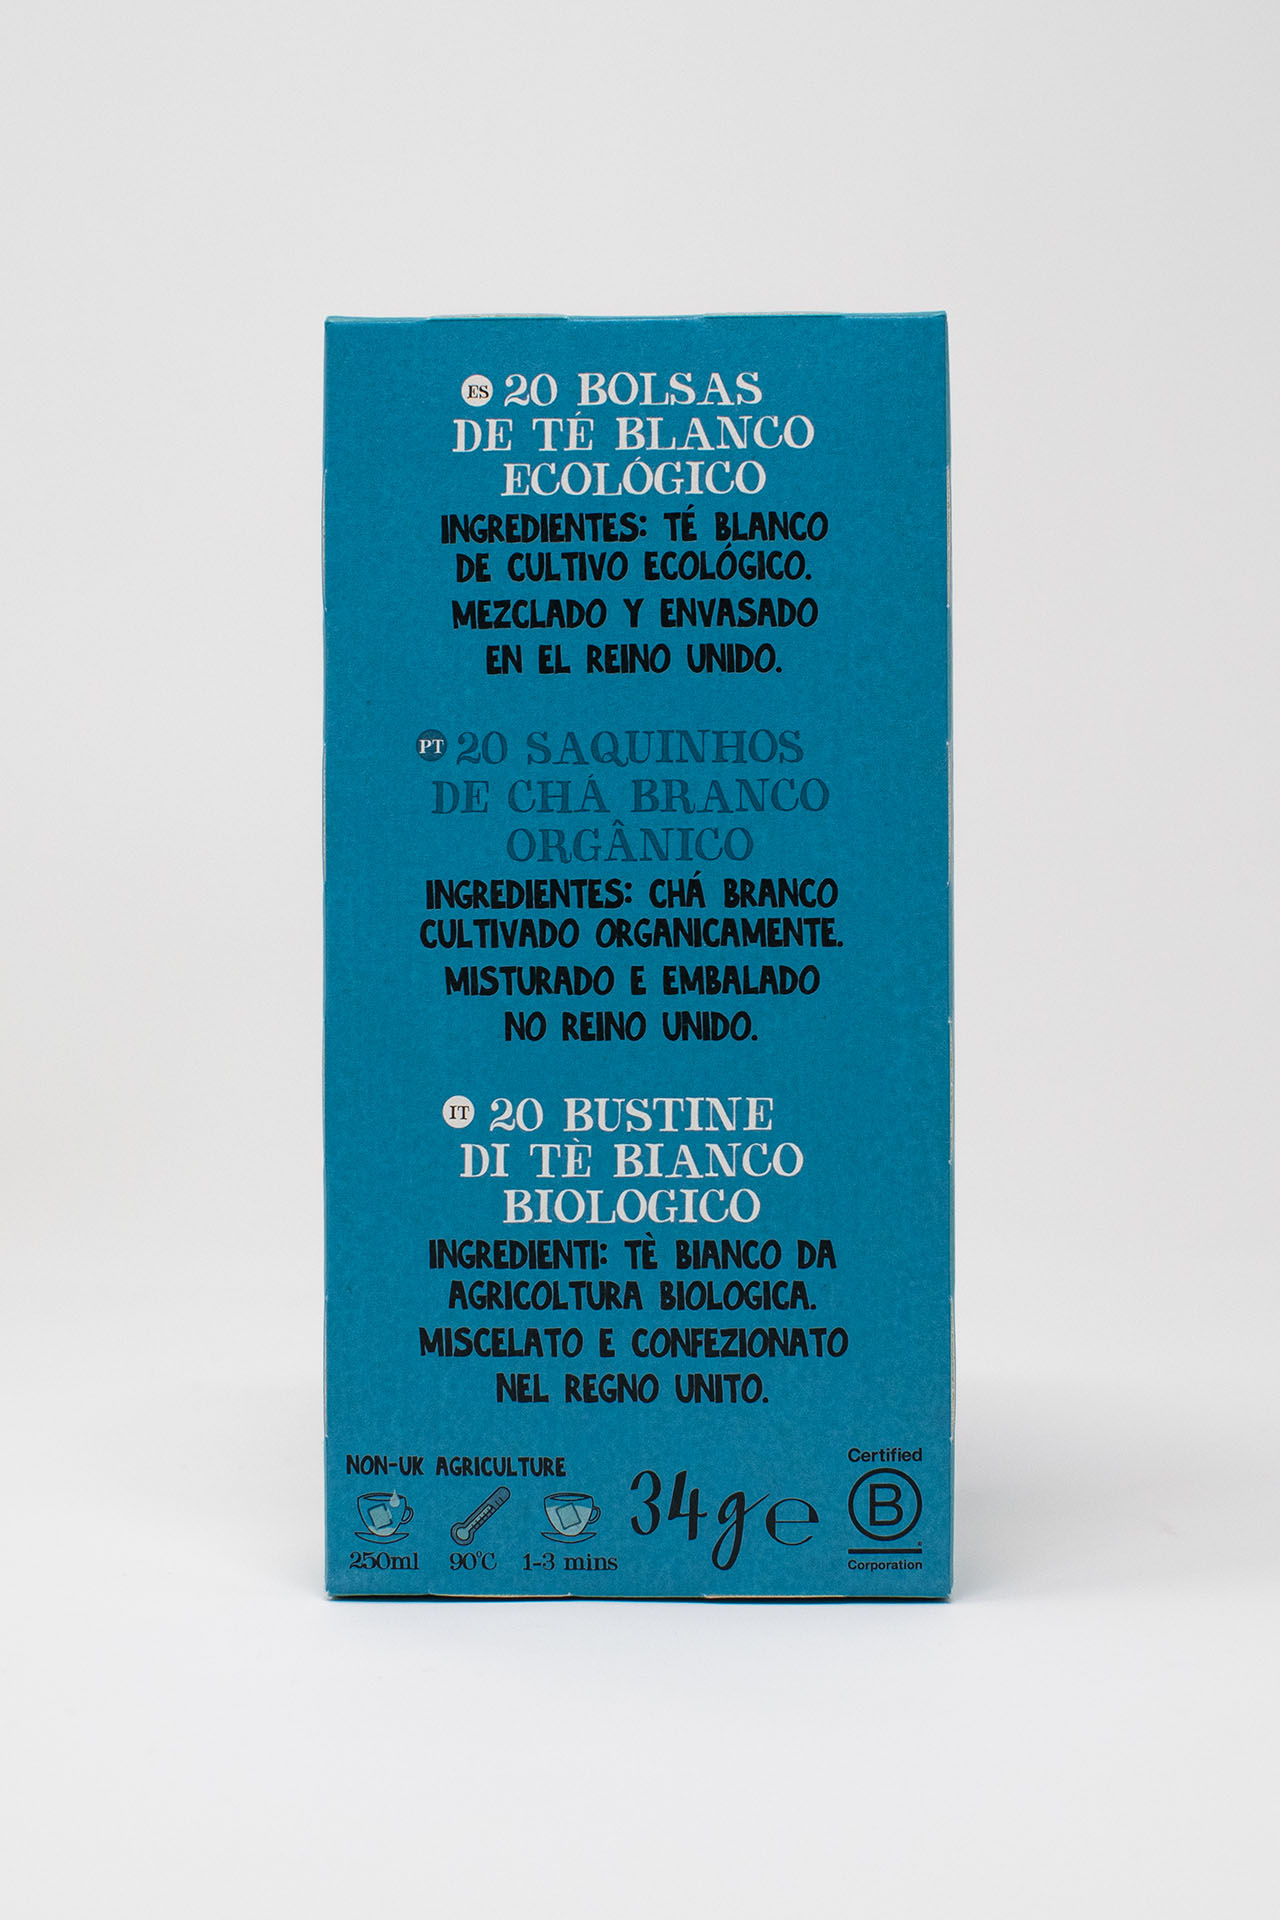 ES 20 BOLSAS
DE TÉ BLANCO
ECOLÓGICO
INGREDIENTES: TÉ BLANCO
DE CULTIVO ECOLÓGICO.
MEZCLADO Y ENVASADO
EN EL REINO UNIDO.
PT 20 SAQUINHOS
DE CHÁ BRANCO
ORGÂNICO
INGREDIENTES: CHÁ BRANCO
CULTIVADO ORGANICAMENTE.
MISTURADO E EMBALADO
NO REINO UNIDO.
IT 20 BUSTINE
DI TÈ BIANCO
BIOLOGICO
INGREDIENTI: TÈ BIANCO DA
AGRICOLTURA BIOLOGICA.
MISCELATO E CONFEZIONATO
NEL REGNO UNITO.
NON-UK AGRICULTURE
250ml 90°C 1-3 mins
34g℮
Certified
B
Corporation